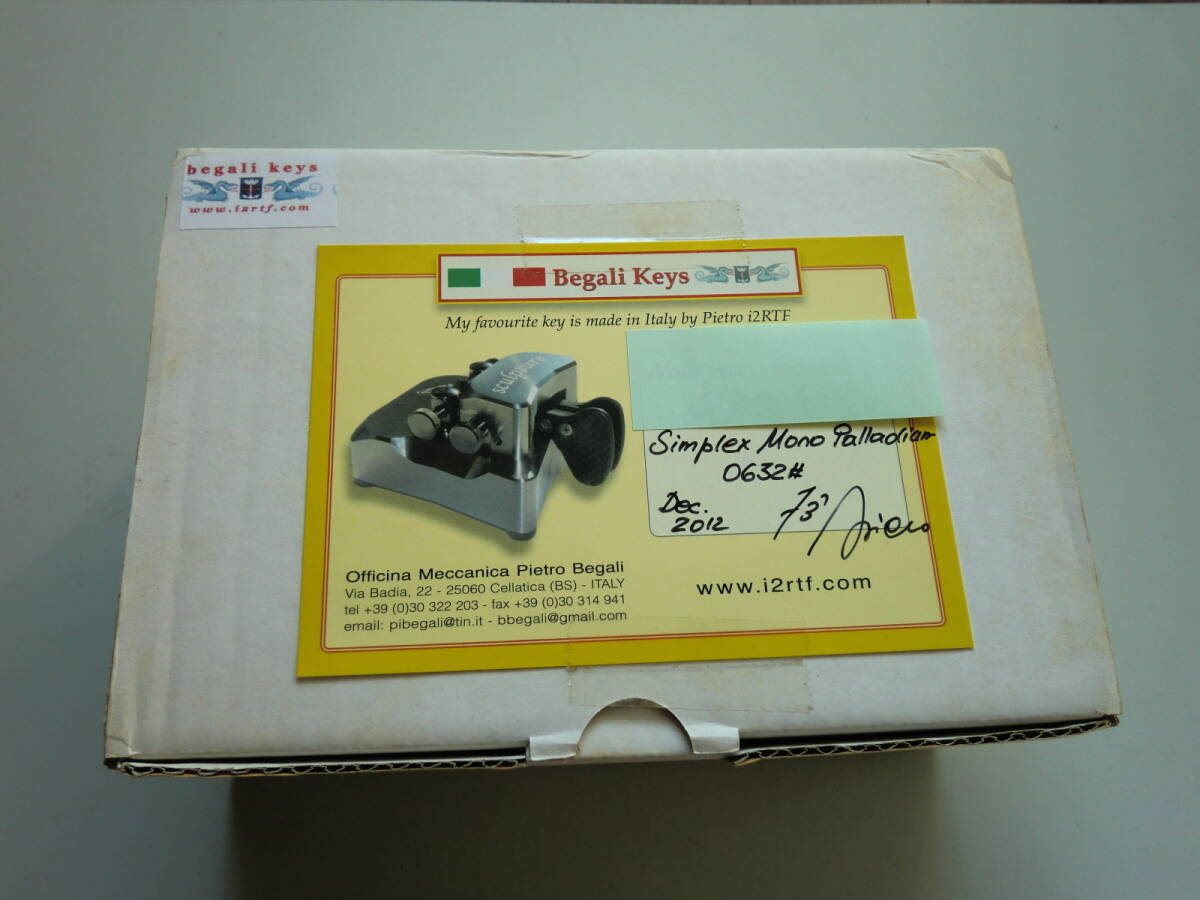 begali keys
www.i2rtf.com
Begali Keys
My favourite key is made in Italy by Pietro i2RTF
sculpture
Simplex Mono Palladium
0632#
Dec.
2012
73'
Officina Meccanica Pietro Begali
Via Badia, 22 - 25060 Cellatica (BS) - ITALY
tel +39 (0)30 322 203 - fax +39 (0)30 314 941
email: pibegali@tin.it - bbegali@gmail.com
www.i2rtf.com